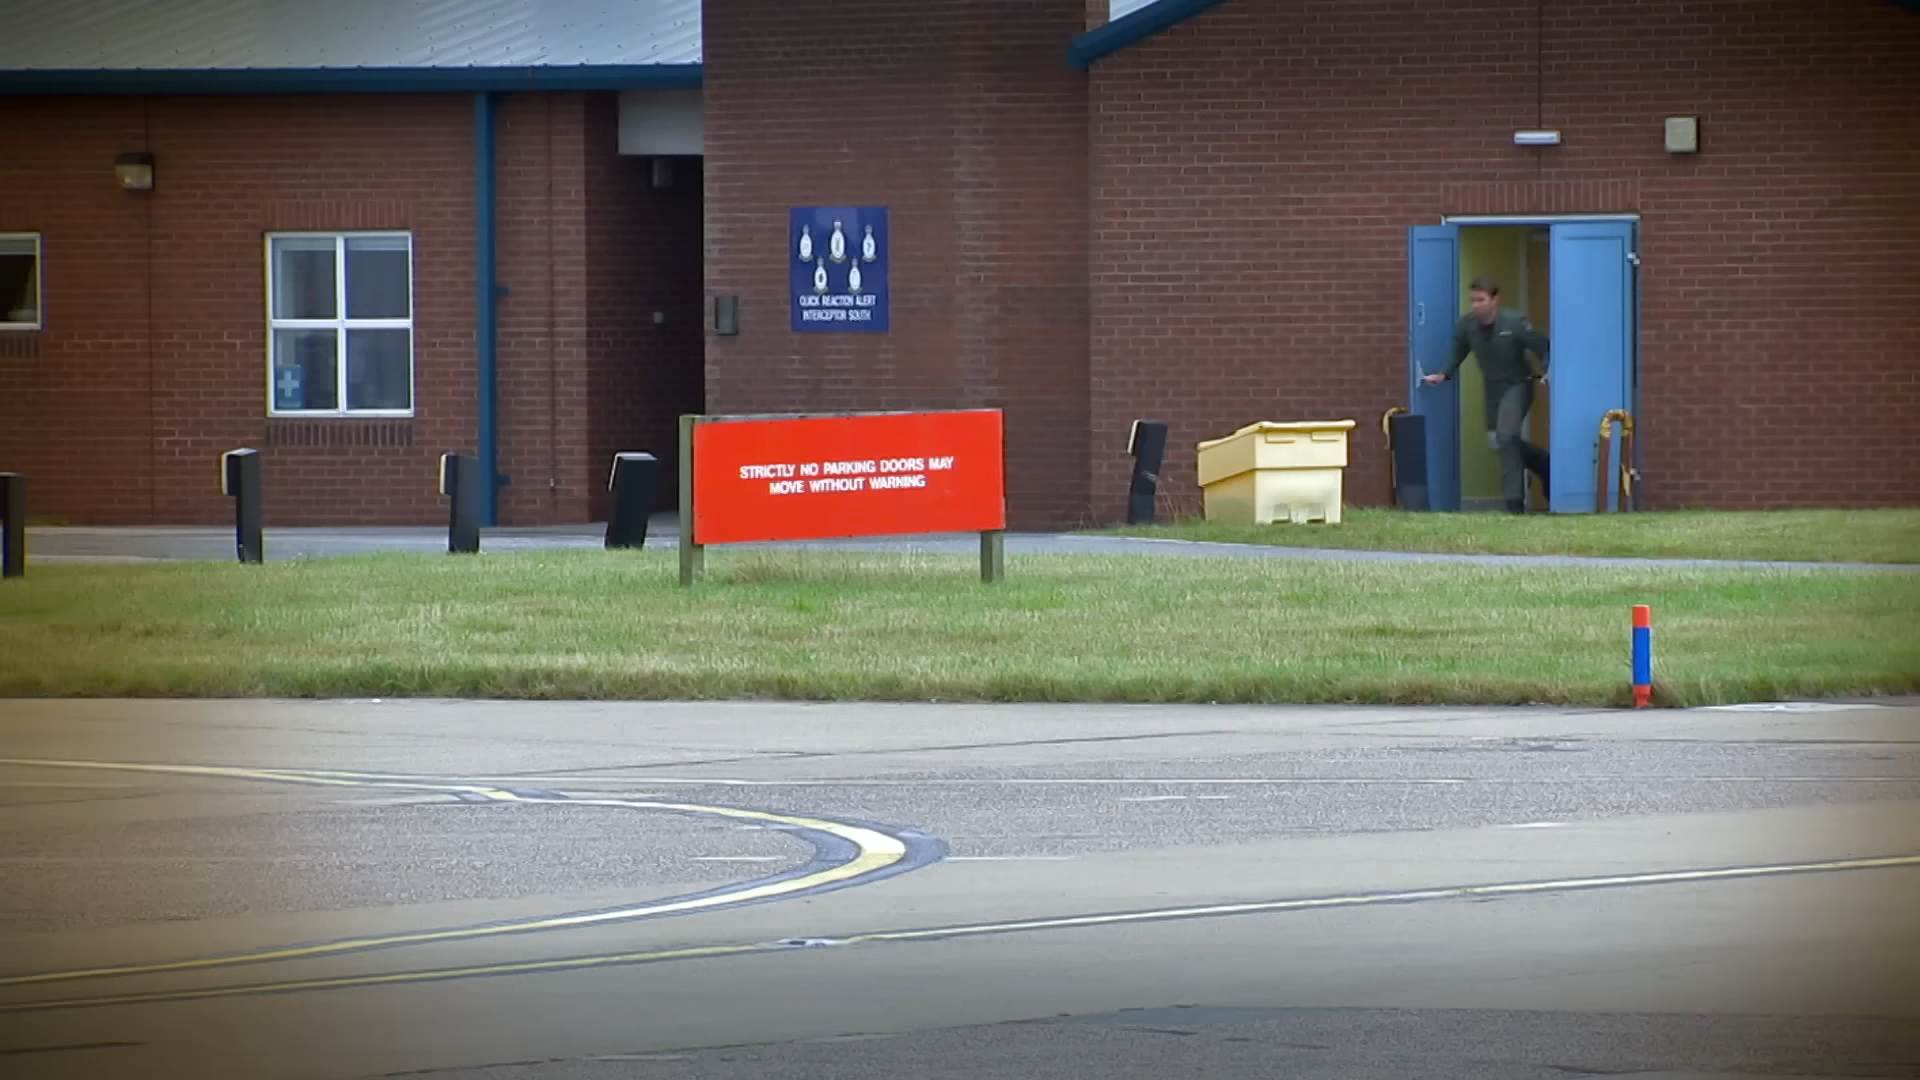 QUICK REACTION ALERT
INTERCEPTOR SOUTH
STRICTLY NO PARKING DOORS MAY
MOVE WITHOUT WARNING